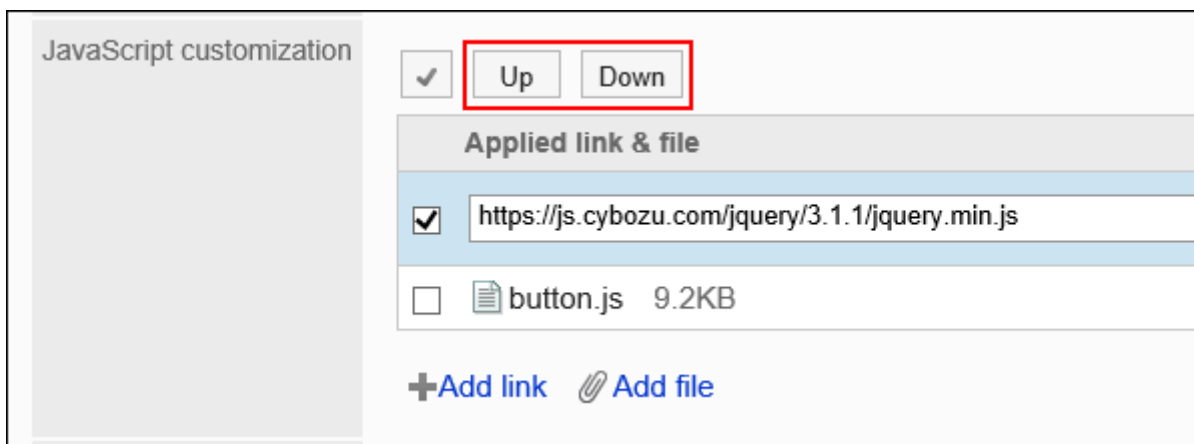 JavaScript customization
Up Down
Applied link & file
https://js.cybozu.com/jquery/3.1.1/jquery.min.js
button.js 9.2KB
Add link Add file